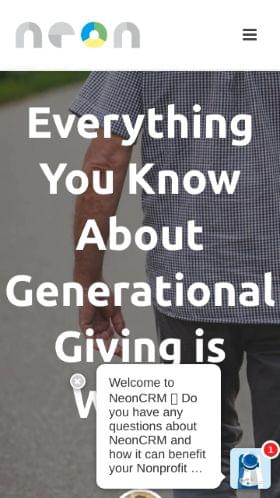 neon
Everything
You Know
About
Generational
Giving is
W
Welcome to
NeonCRM ▯ Do
you have any
questions about
NeonCRM and
how it can benefit
your Nonprofit ...
1